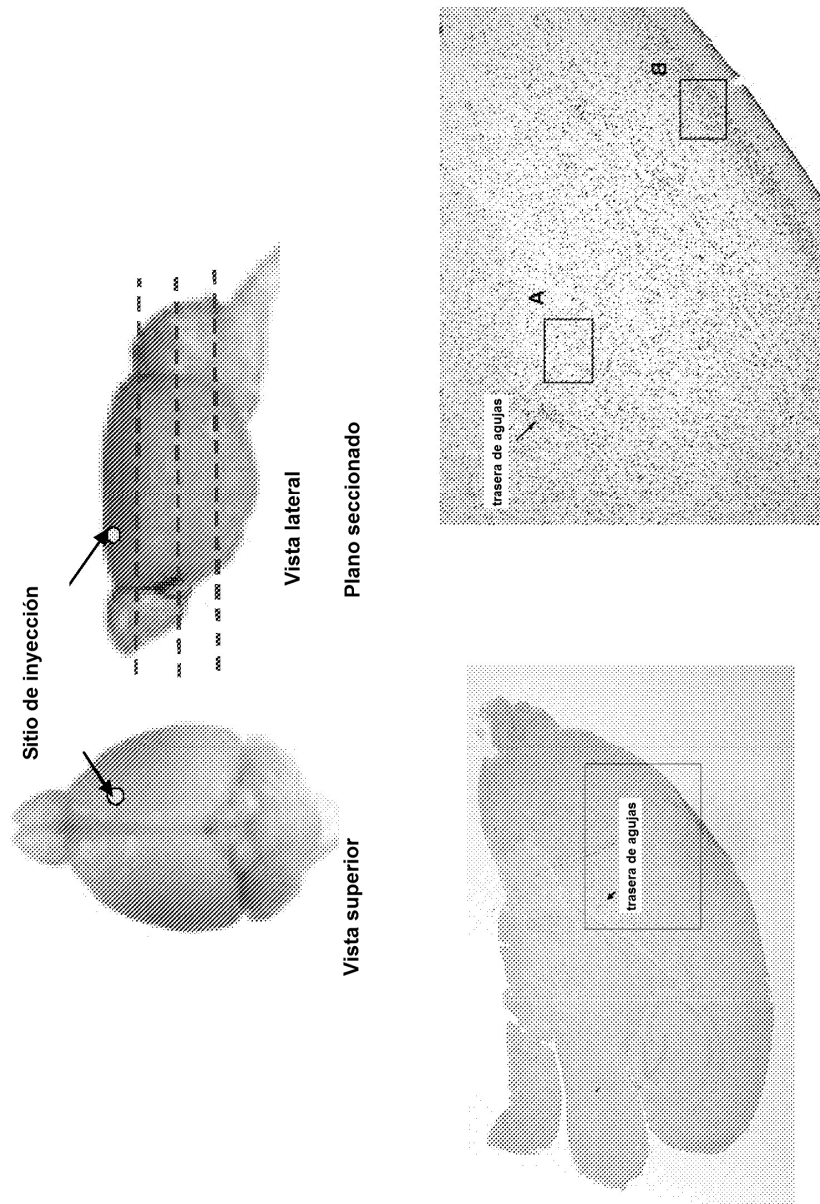 Sitio de inyección
Vista superior
Vista lateral
Plano seccionado
trasera de agujas
trasera de agujas
A
B